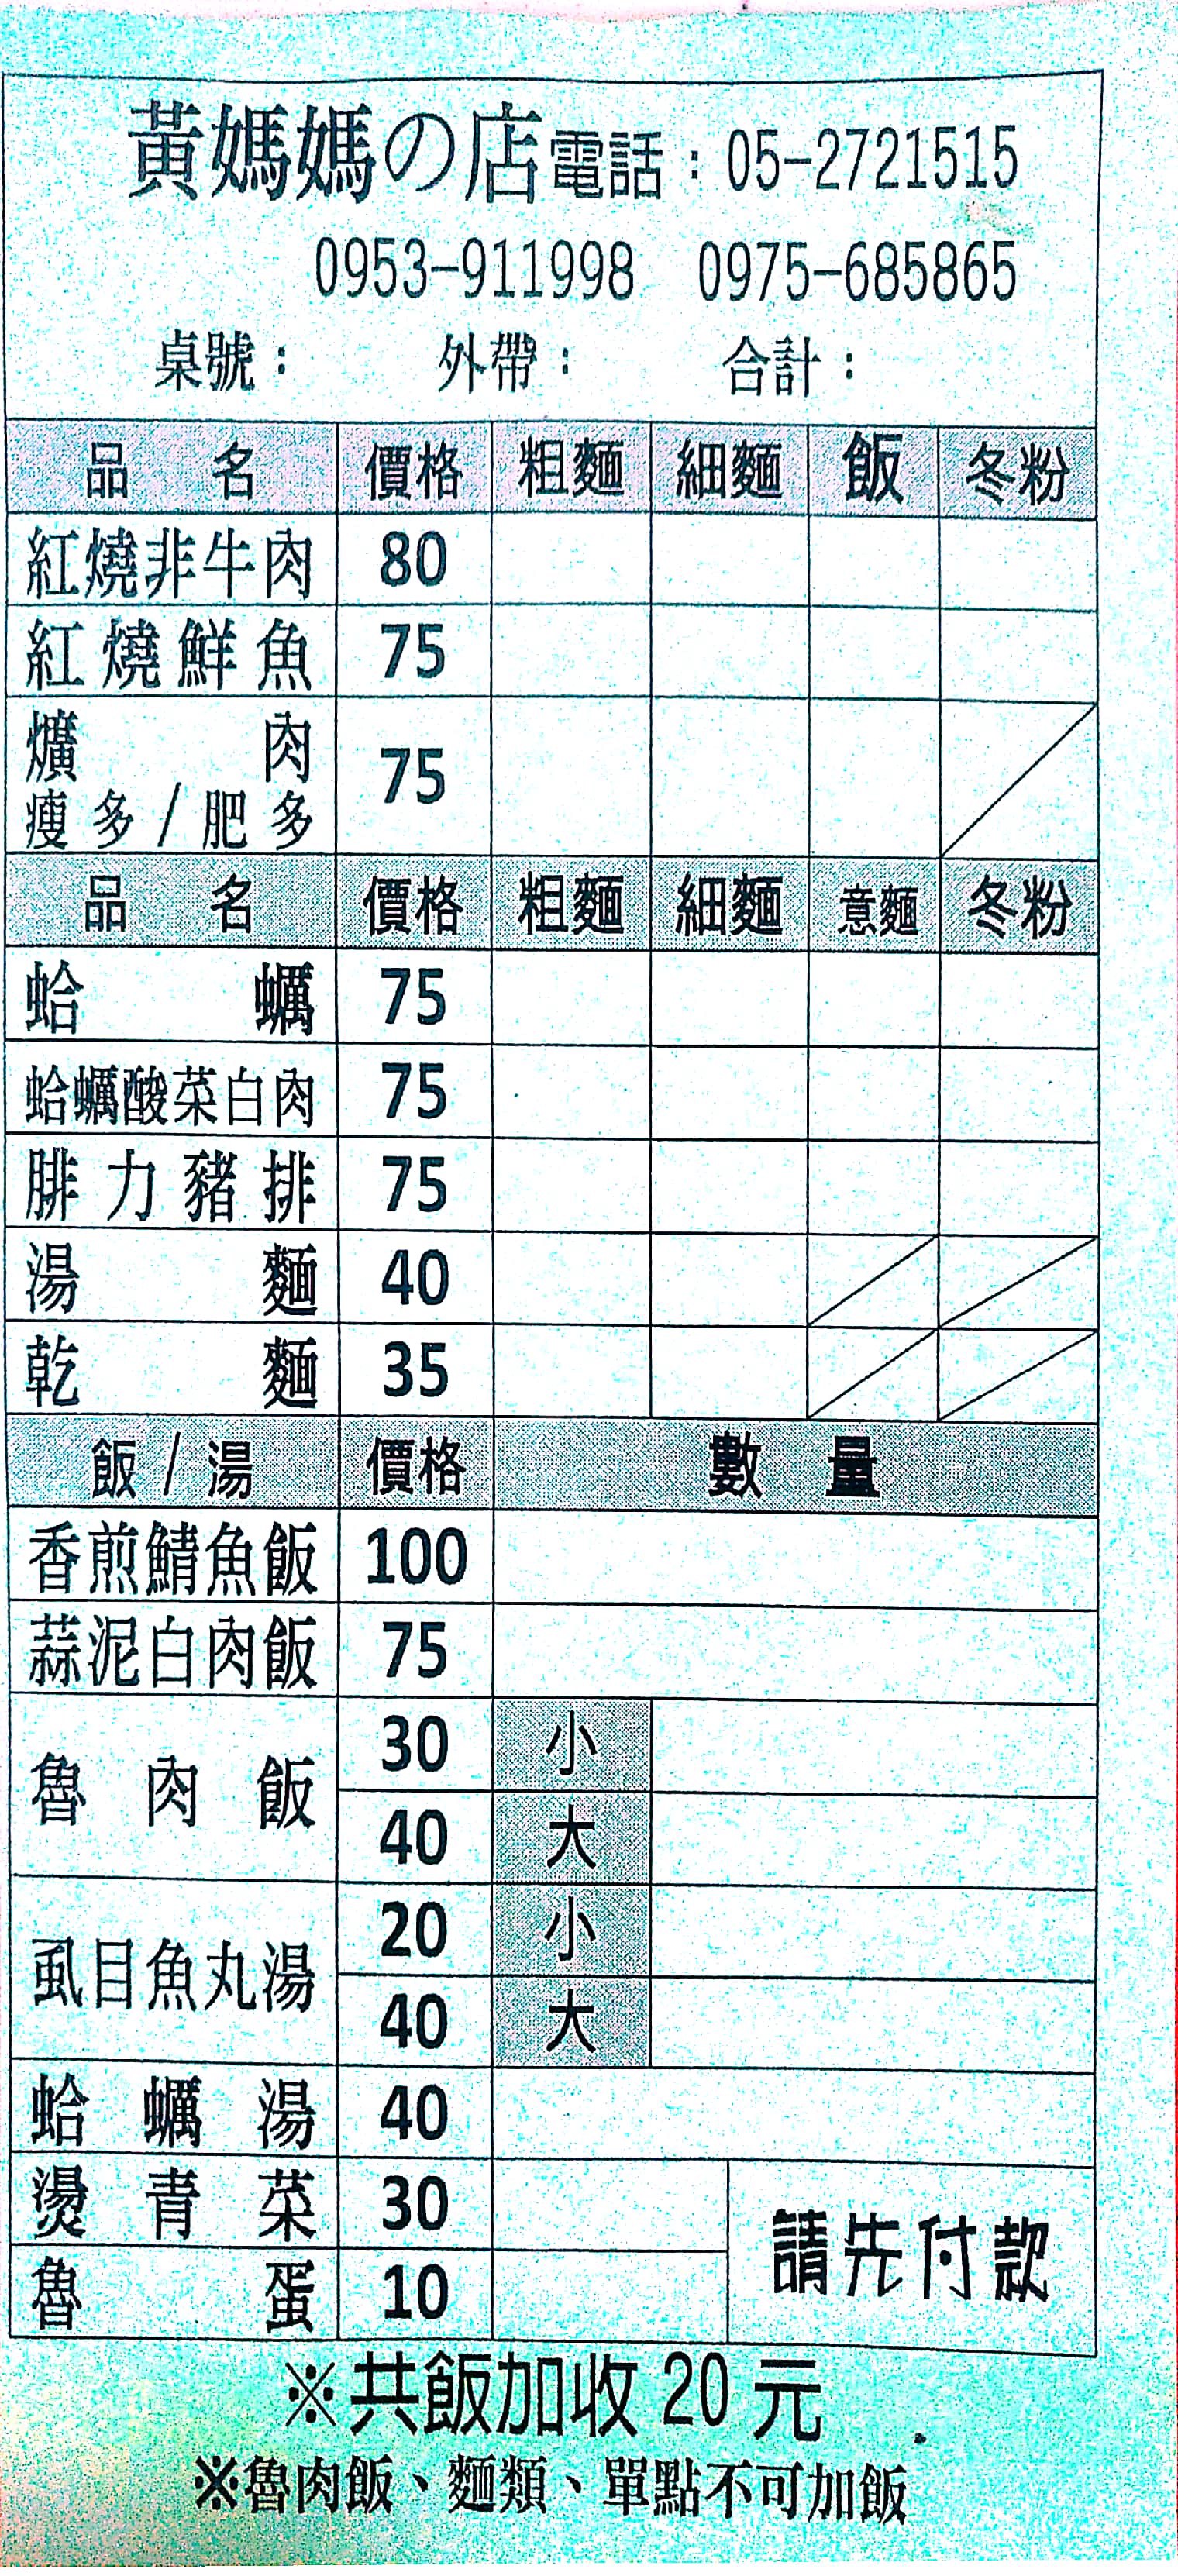 黃媽媽の店電話：05-2721515
0953-911998 0975-685865
桌號： 外帶： 合計：
品名 價格 粗麵 細麵 飯 冬粉
紅燒非牛肉 80
紅燒鮮魚 75
爌肉 75
瘦多/肥多
品名 價格 粗麵 細麵 意麵 冬粉
蛤蠣 75
蛤蠣酸菜白肉 75
腓力豬排 75
湯麵 40
乾麵 35
飯/湯 價格 數量
香煎鯖魚飯 100
蒜泥白肉飯 75
魯肉飯
30 小
40 大
虱目魚丸湯
20 小
40 大
蛤蠣湯 40
燙青菜 30
魯蛋 10
請先付款
※共飯加收20元
※魯肉飯、麵類、單點不可加飯